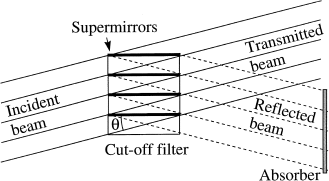 Supermirrors
Transmitted
beam
Incident
beam
Reflected
beam
θ
Cut-off filter
Absorber